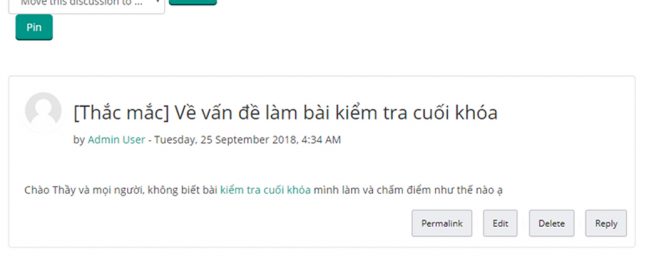 Move this discussion to ...
Pin
[Thắc mắc] Về vấn đề làm bài kiểm tra cuối khóa
by Admin User - Tuesday, 25 September 2018, 4:34 AM
Chào Thầy và mọi người, không biết bài kiểm tra cuối khóa mình làm và chấm điểm như thế nào ạ
Permalink Edit Delete Reply